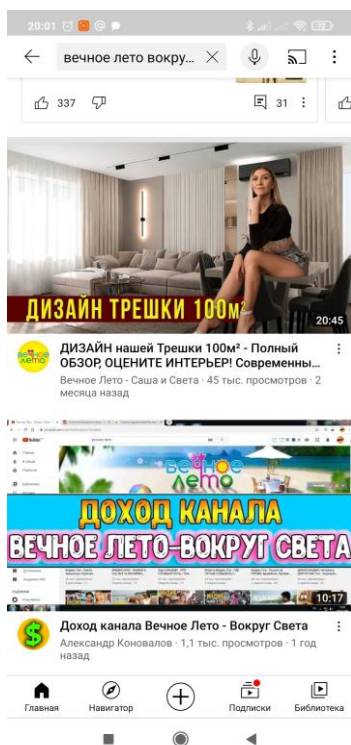 20:01
72
вечное лето вокру...
337
31
ДИЗАЙН ТРЕШКИ 100м²
20:45
вечное
лето
ДИЗАЙН нашей Трешки 100м² - Полный
ОБЗОР, ОЦЕНИТЕ ИНТЕРЬЕР! Современны...
Вечное Лето - Саша и Света · 45 тыс. просмотров · 2
месяца назад
вечное
лето
ДОХОД КАНАЛА
ВЕЧНОЕ ЛЕТО-ВОКРУГ СВЕТА
10:17
Доход канала Вечное Лето - Вокруг Света
Александр Коновалов · 1,1 тыс. просмотров · 1 год
назад
Главная
Навигатор
Подписки
Библиотека